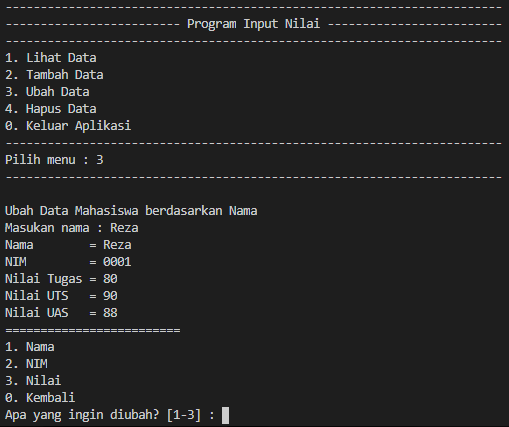 ----------------------------------------------------------------------
------------------------- Program Input Nilai -------------------------
----------------------------------------------------------------------
1. Lihat Data
2. Tambah Data
3. Ubah Data
4. Hapus Data
0. Keluar Aplikasi
----------------------------------------------------------------------
Pilih menu : 3
----------------------------------------------------------------------
Ubah Data Mahasiswa berdasarkan Nama
Masukan nama : Reza
Nama        = Reza
NIM         = 0001
Nilai Tugas = 80
Nilai UTS   = 90
Nilai UAS   = 88
=========================
1. Nama
2. NIM
3. Nilai
0. Kembali
Apa yang ingin diubah? [1-3] :